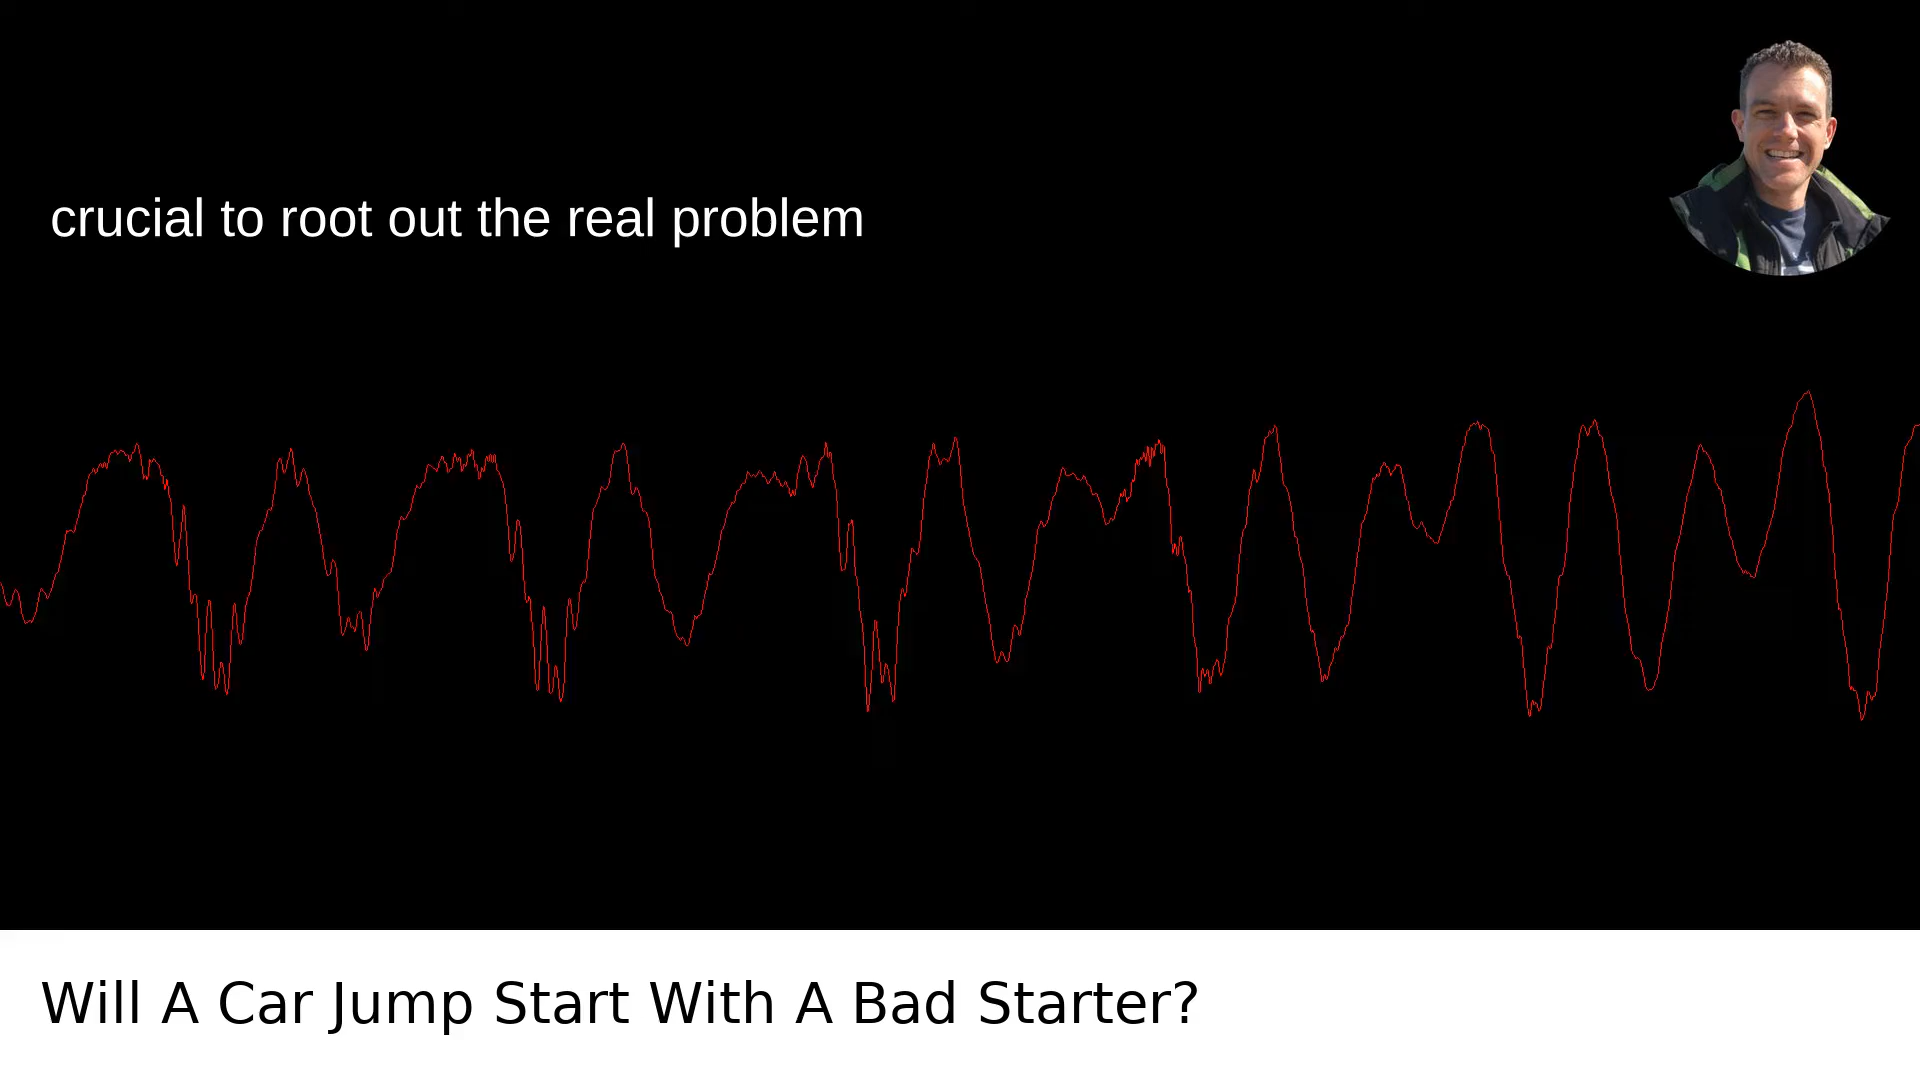 crucial to root out the real problem
Will A Car Jump Start With A Bad Starter?